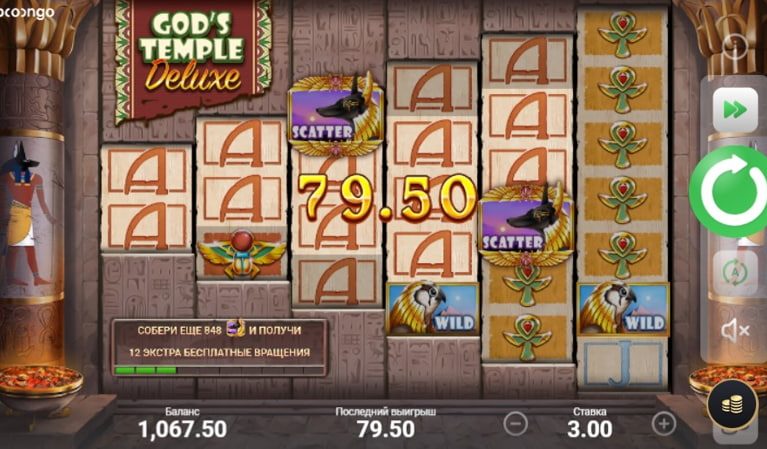 ocoongo
GOD'S
TEMPLE
Deluxe
SCATTER
A A A A A
A A A A A
79.50
SCATTER
A A A
WILD WILD
J
СОБЕРИ ЕЩЕ 848 И ПОЛУЧИ
12 ЭКСТРА БЕСПЛАТНЫЕ ВРАЩЕНИЯ
Баланс Последний выигрыш Ставка
1,067.50 79.50 3.00